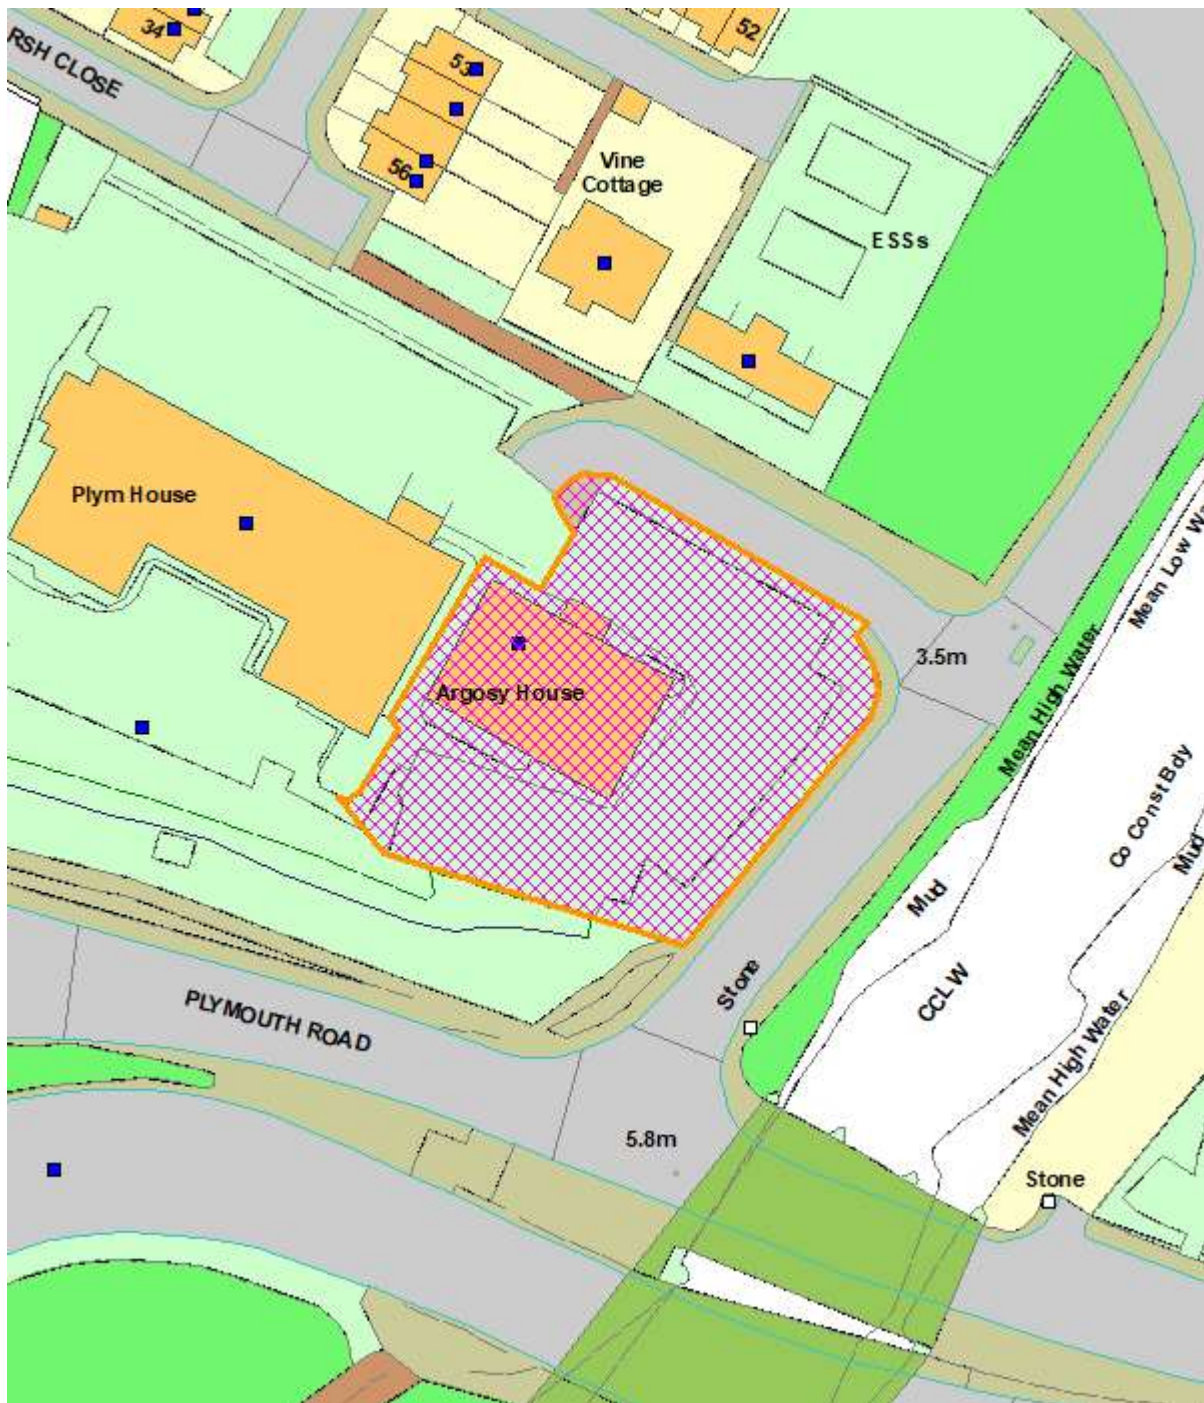 34
RSH CLOSE
53
56
52
Vine
Cottage
ESSs
Plym House
Argosy House
3.5m
Mean High Water
Mean Low W
Co Const Bdy
Mud
Mud
CCLW
Stone
PLYMOUTH ROAD
Mean High Water
5.8m
Stone